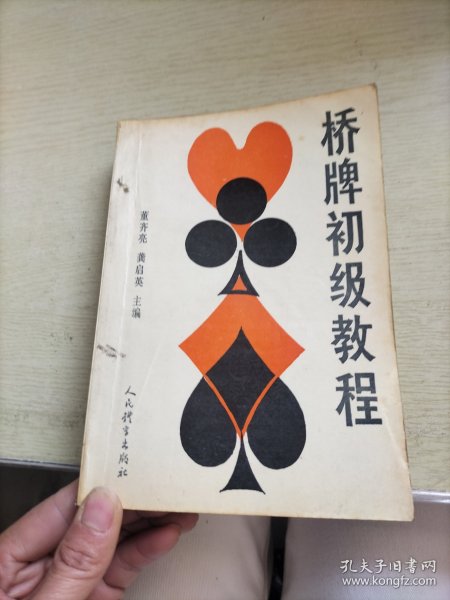 桥牌初级教程
董齐亮 龚启英 主编
人民体育出版社
孔夫子旧书网
www.kongfz.com